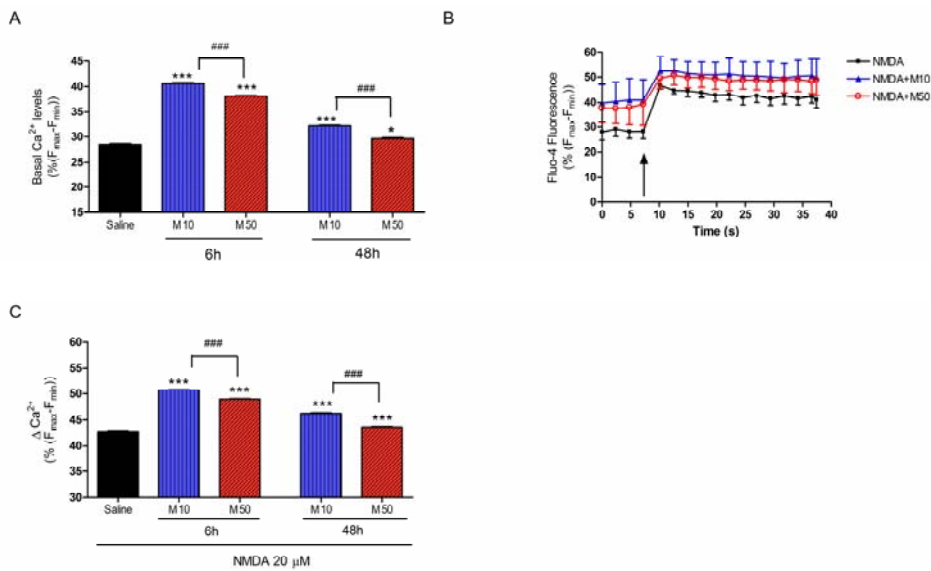 A
Basal Ca²⁺ levels
(%(Fmax-Fmin))
45
40
35
30
25
20
15
***
###
***
***
###
*
Saline
M10
M50
M10
M50
6h
48h
B
Fluo-4 Fluorescence
(% (Fmax-Fmin))
60
50
40
30
20
10
0
0 5 10 15 20 25 30 35 40
Time (s)
NMDA
NMDA+M10
NMDA+M50
C
Δ Ca²⁺
(% (Fmax-Fmin))
60
55
50
45
40
35
30
***
###
***
***
###
***
Saline
M10
M50
M10
M50
6h
48h
NMDA 20 µM